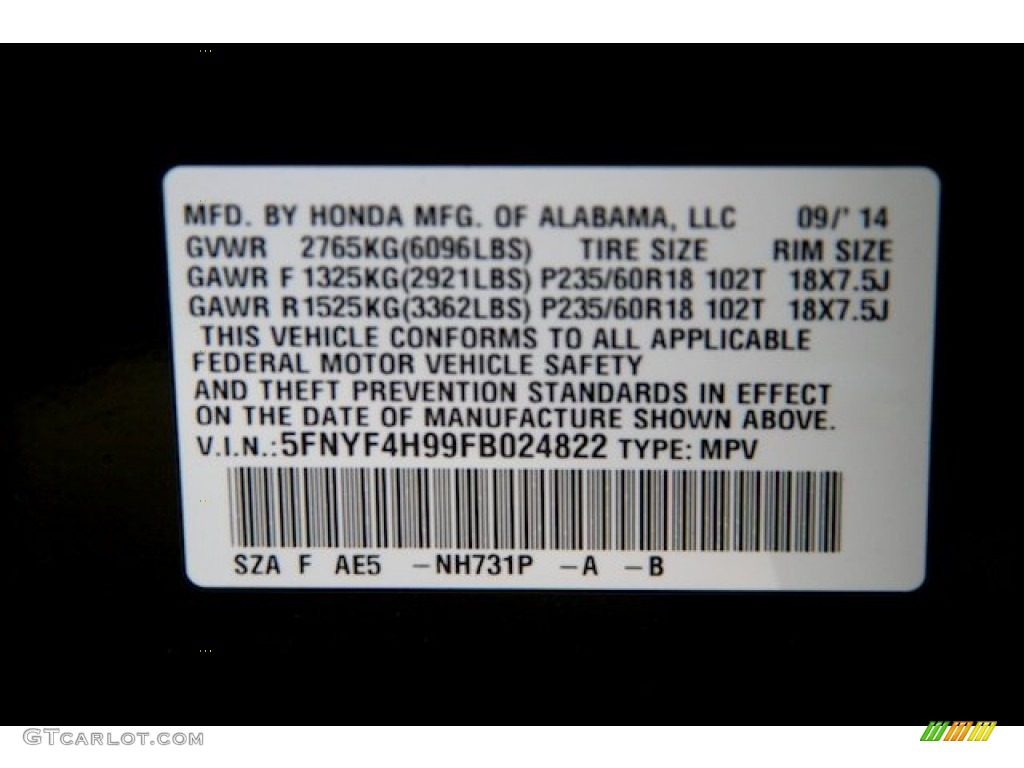 MFD. BY HONDA MFG. OF ALABAMA, LLC 09/' 14
GVWR 2765KG(6096LBS) TIRE SIZE RIM SIZE
GAWR F 1325KG(2921LBS) P235/60R18 102T 18X7.5J
GAWR R1525KG(3362LBS) P235/60R18 102T 18X7.5J
THIS VEHICLE CONFORMS TO ALL APPLICABLE
FEDERAL MOTOR VEHICLE SAFETY
AND THEFT PREVENTION STANDARDS IN EFFECT
ON THE DATE OF MANUFACTURE SHOWN ABOVE.
V.I.N.:5FNYF4H99FB024822 TYPE: MPV
SZA F AE5 -NH731P -A -B
GTCARLOT.COM